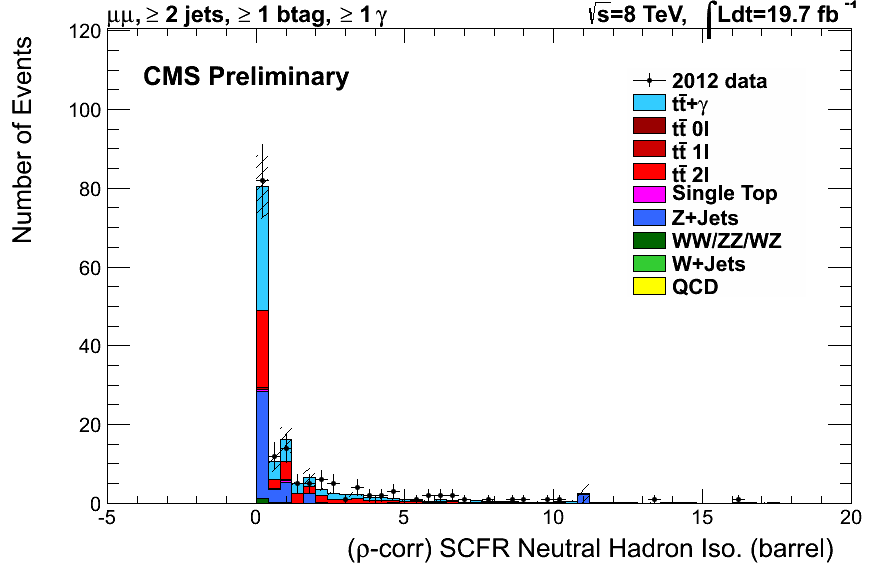 μμ, ≥ 2 jets, ≥ 1 btag, ≥ 1 γ
√s=8 TeV, ∫Ldt=19.7 fb⁻¹
CMS Preliminary
2012 data
tt̄+γ
tt̄ 0l
tt̄ 1l
tt̄ 2l
Single Top
Z+Jets
WW/ZZ/WZ
W+Jets
QCD
Number of Events
120
100
80
60
40
20
0
-5 0 5 10 15 20
(ρ-corr) SCFR Neutral Hadron Iso. (barrel)